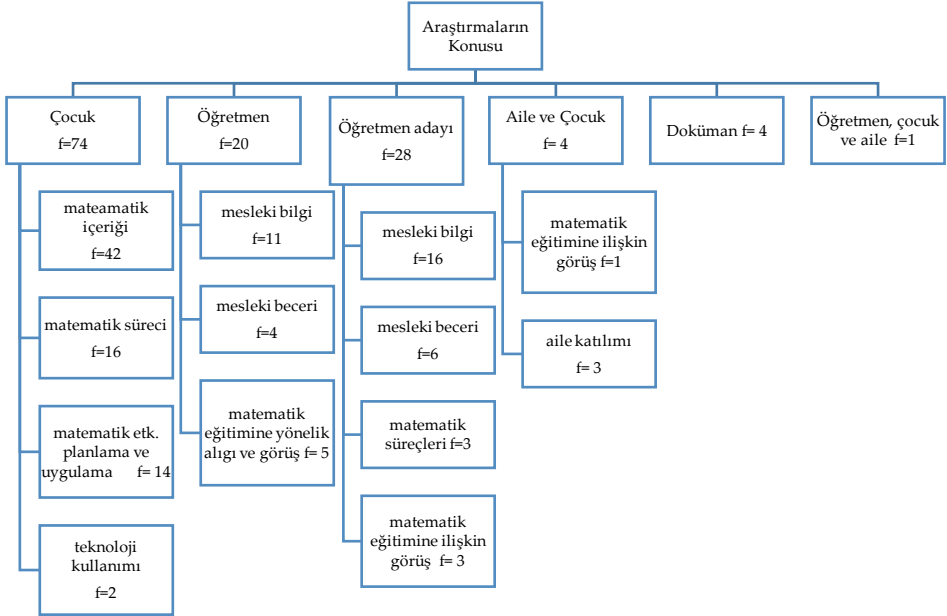 Araştırmaların
Konusu
Çocuk
f=74
mateamatik
içeriği
f=42
matematik süreci
f=16
matematik etk.
planlama ve
uygulama f= 14
teknoloji
kullanımı
f=2
Öğretmen
f=20
mesleki bilgi
f=11
mesleki beceri
f=4
matematik
eğitimine yönelik
alıgı ve görüş f= 5
Öğretmen adayı
f=28
mesleki bilgi
f=16
mesleki beceri
f=6
matematik
süreçleri f=3
matematik
eğitimine ilişkin
görüş f= 3
Aile ve Çocuk
f= 4
matematik
eğitimine ilişkin
görüş f=1
aile katılımı
f= 3
Doküman f= 4
Öğretmen, çocuk
ve aile f=1